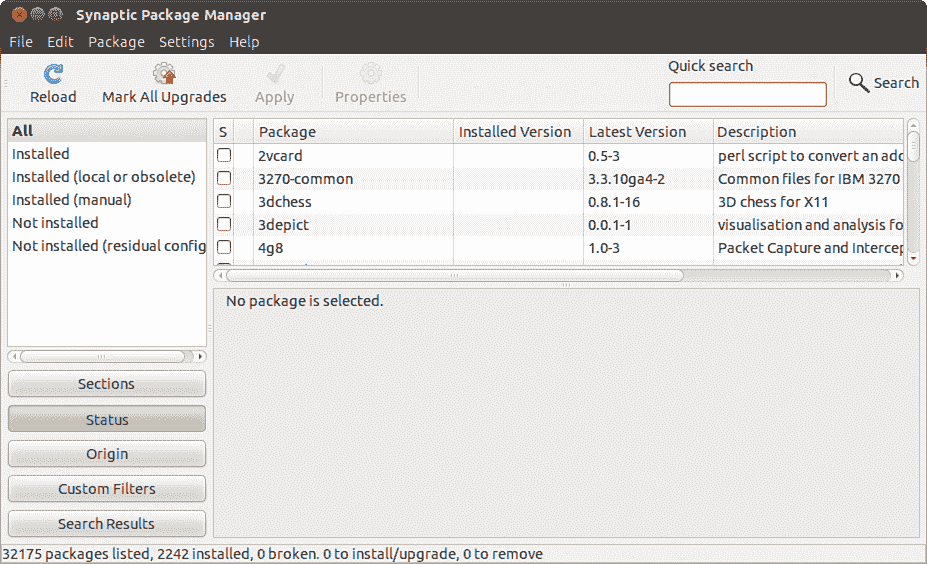 Synaptic Package Manager
File Edit Package Settings Help
Reload Mark All Upgrades Apply Properties Quick search Search
All
Installed
Installed (local or obsolete)
Installed (manual)
Not installed
Not installed (residual config
S Package Installed Version Latest Version Description
2vcard 0.5-3 perl script to convert an add
3270-common 3.3.10ga4-2 Common files for IBM 3270
3dchess 0.8.1-16 3D chess for X11
3depict 0.0.1-1 visualisation and analysis fo
4g8 1.0-3 Packet Capture and Intercep
No package is selected.
Sections
Status
Origin
Custom Filters
Search Results
32175 packages listed, 2242 installed, 0 broken. 0 to install/upgrade, 0 to remove